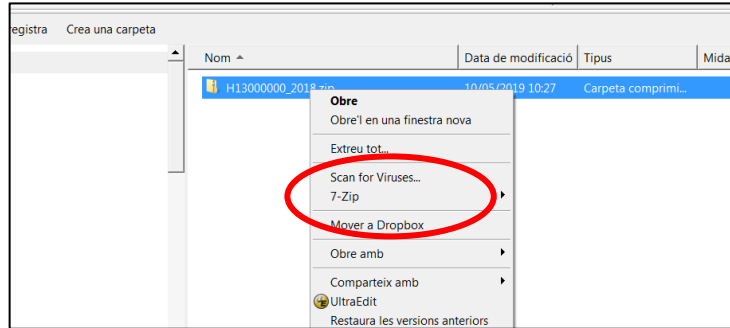 egistra Crea una carpeta
Nom Data de modificació Tipus Mida
H13000000_2018.zip 10/05/2019 10:27 Carpeta comprimi...
Obre
Obre'l en una finestra nova
Extreu tot...
Scan for Viruses...
7-Zip
Mover a Dropbox
Obre amb
Comparteix amb
UltraEdit
Restaura les versions anteriors